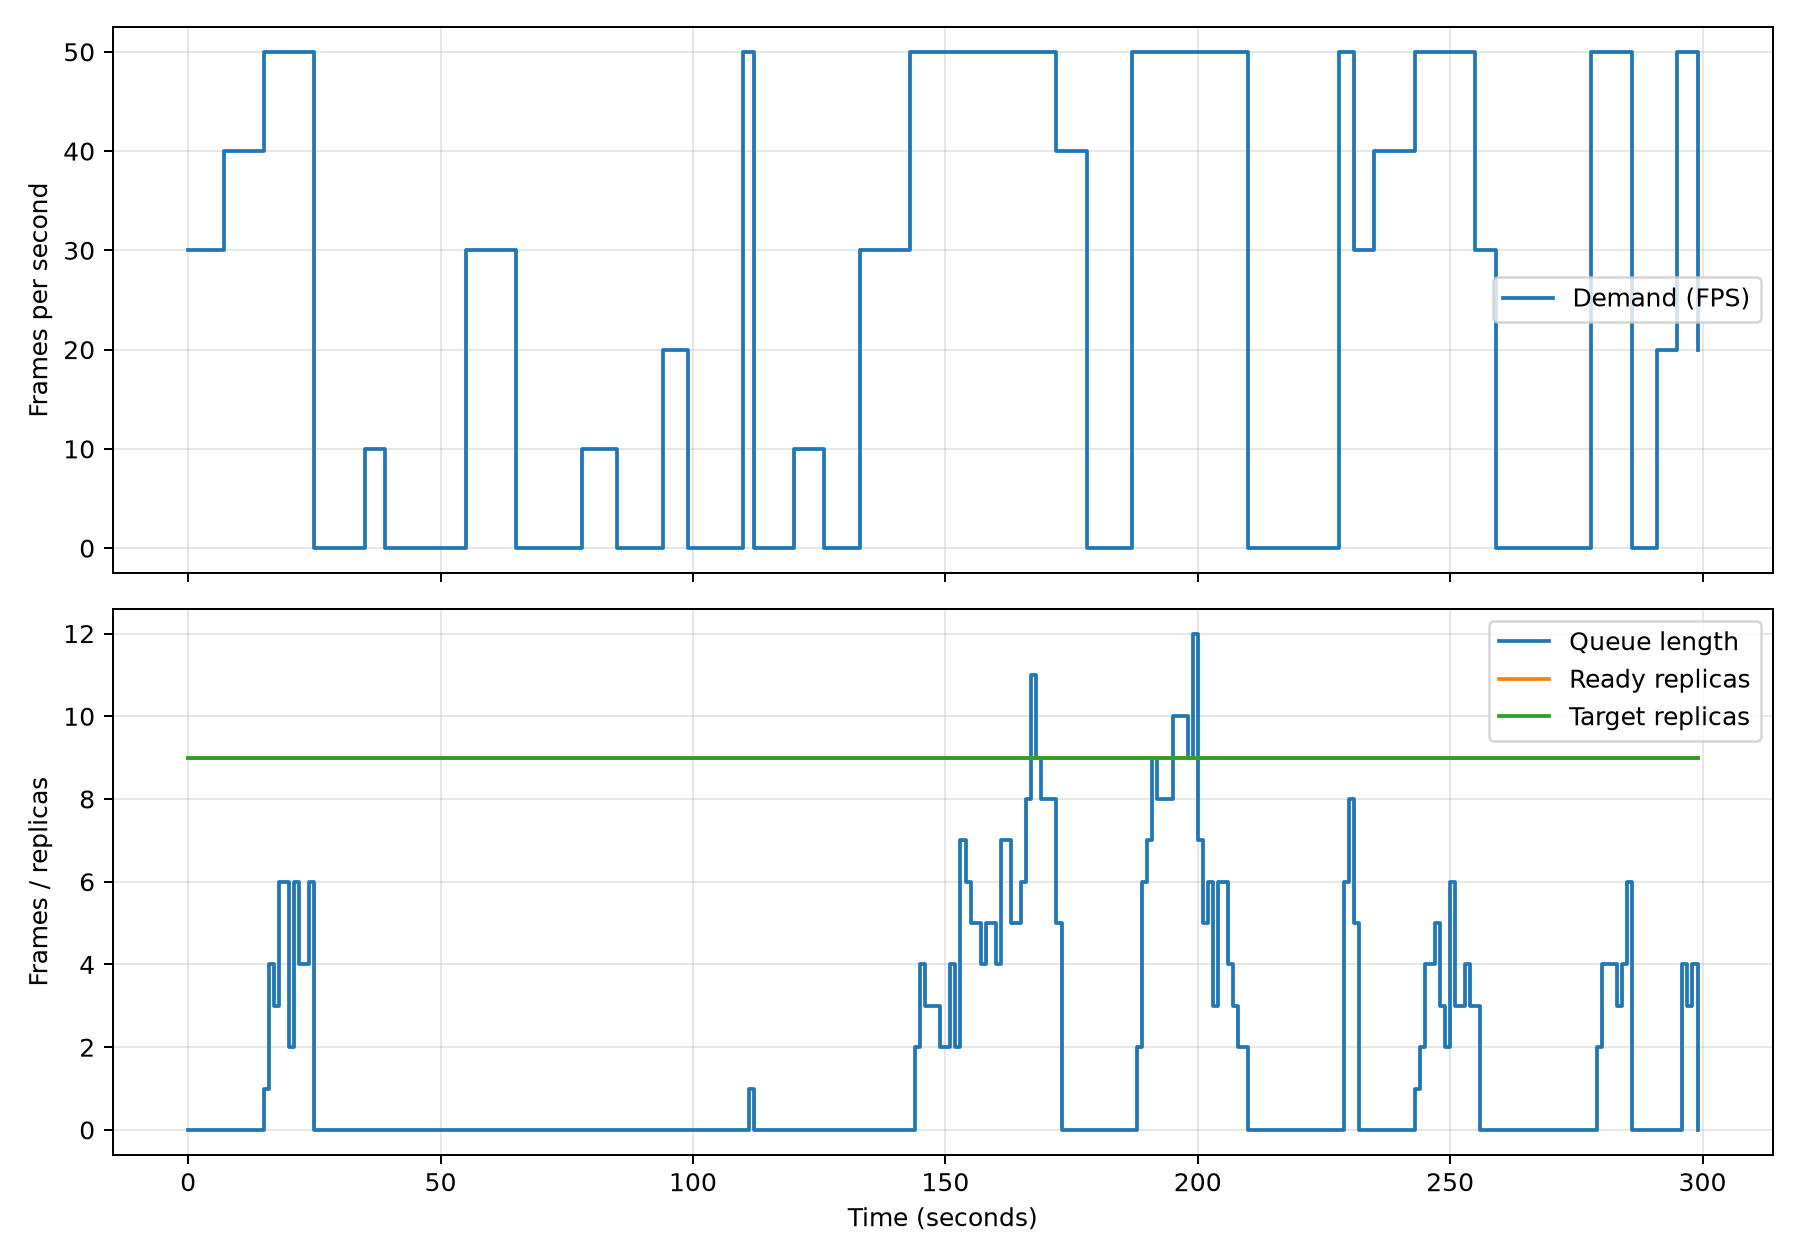 50
40
30
20
10
0
Frames per second
Demand (FPS)
12
10
8
6
4
2
0
Frames / replicas
Queue length
Ready replicas
Target replicas
0 50 100 150 200 250 300
Time (seconds)